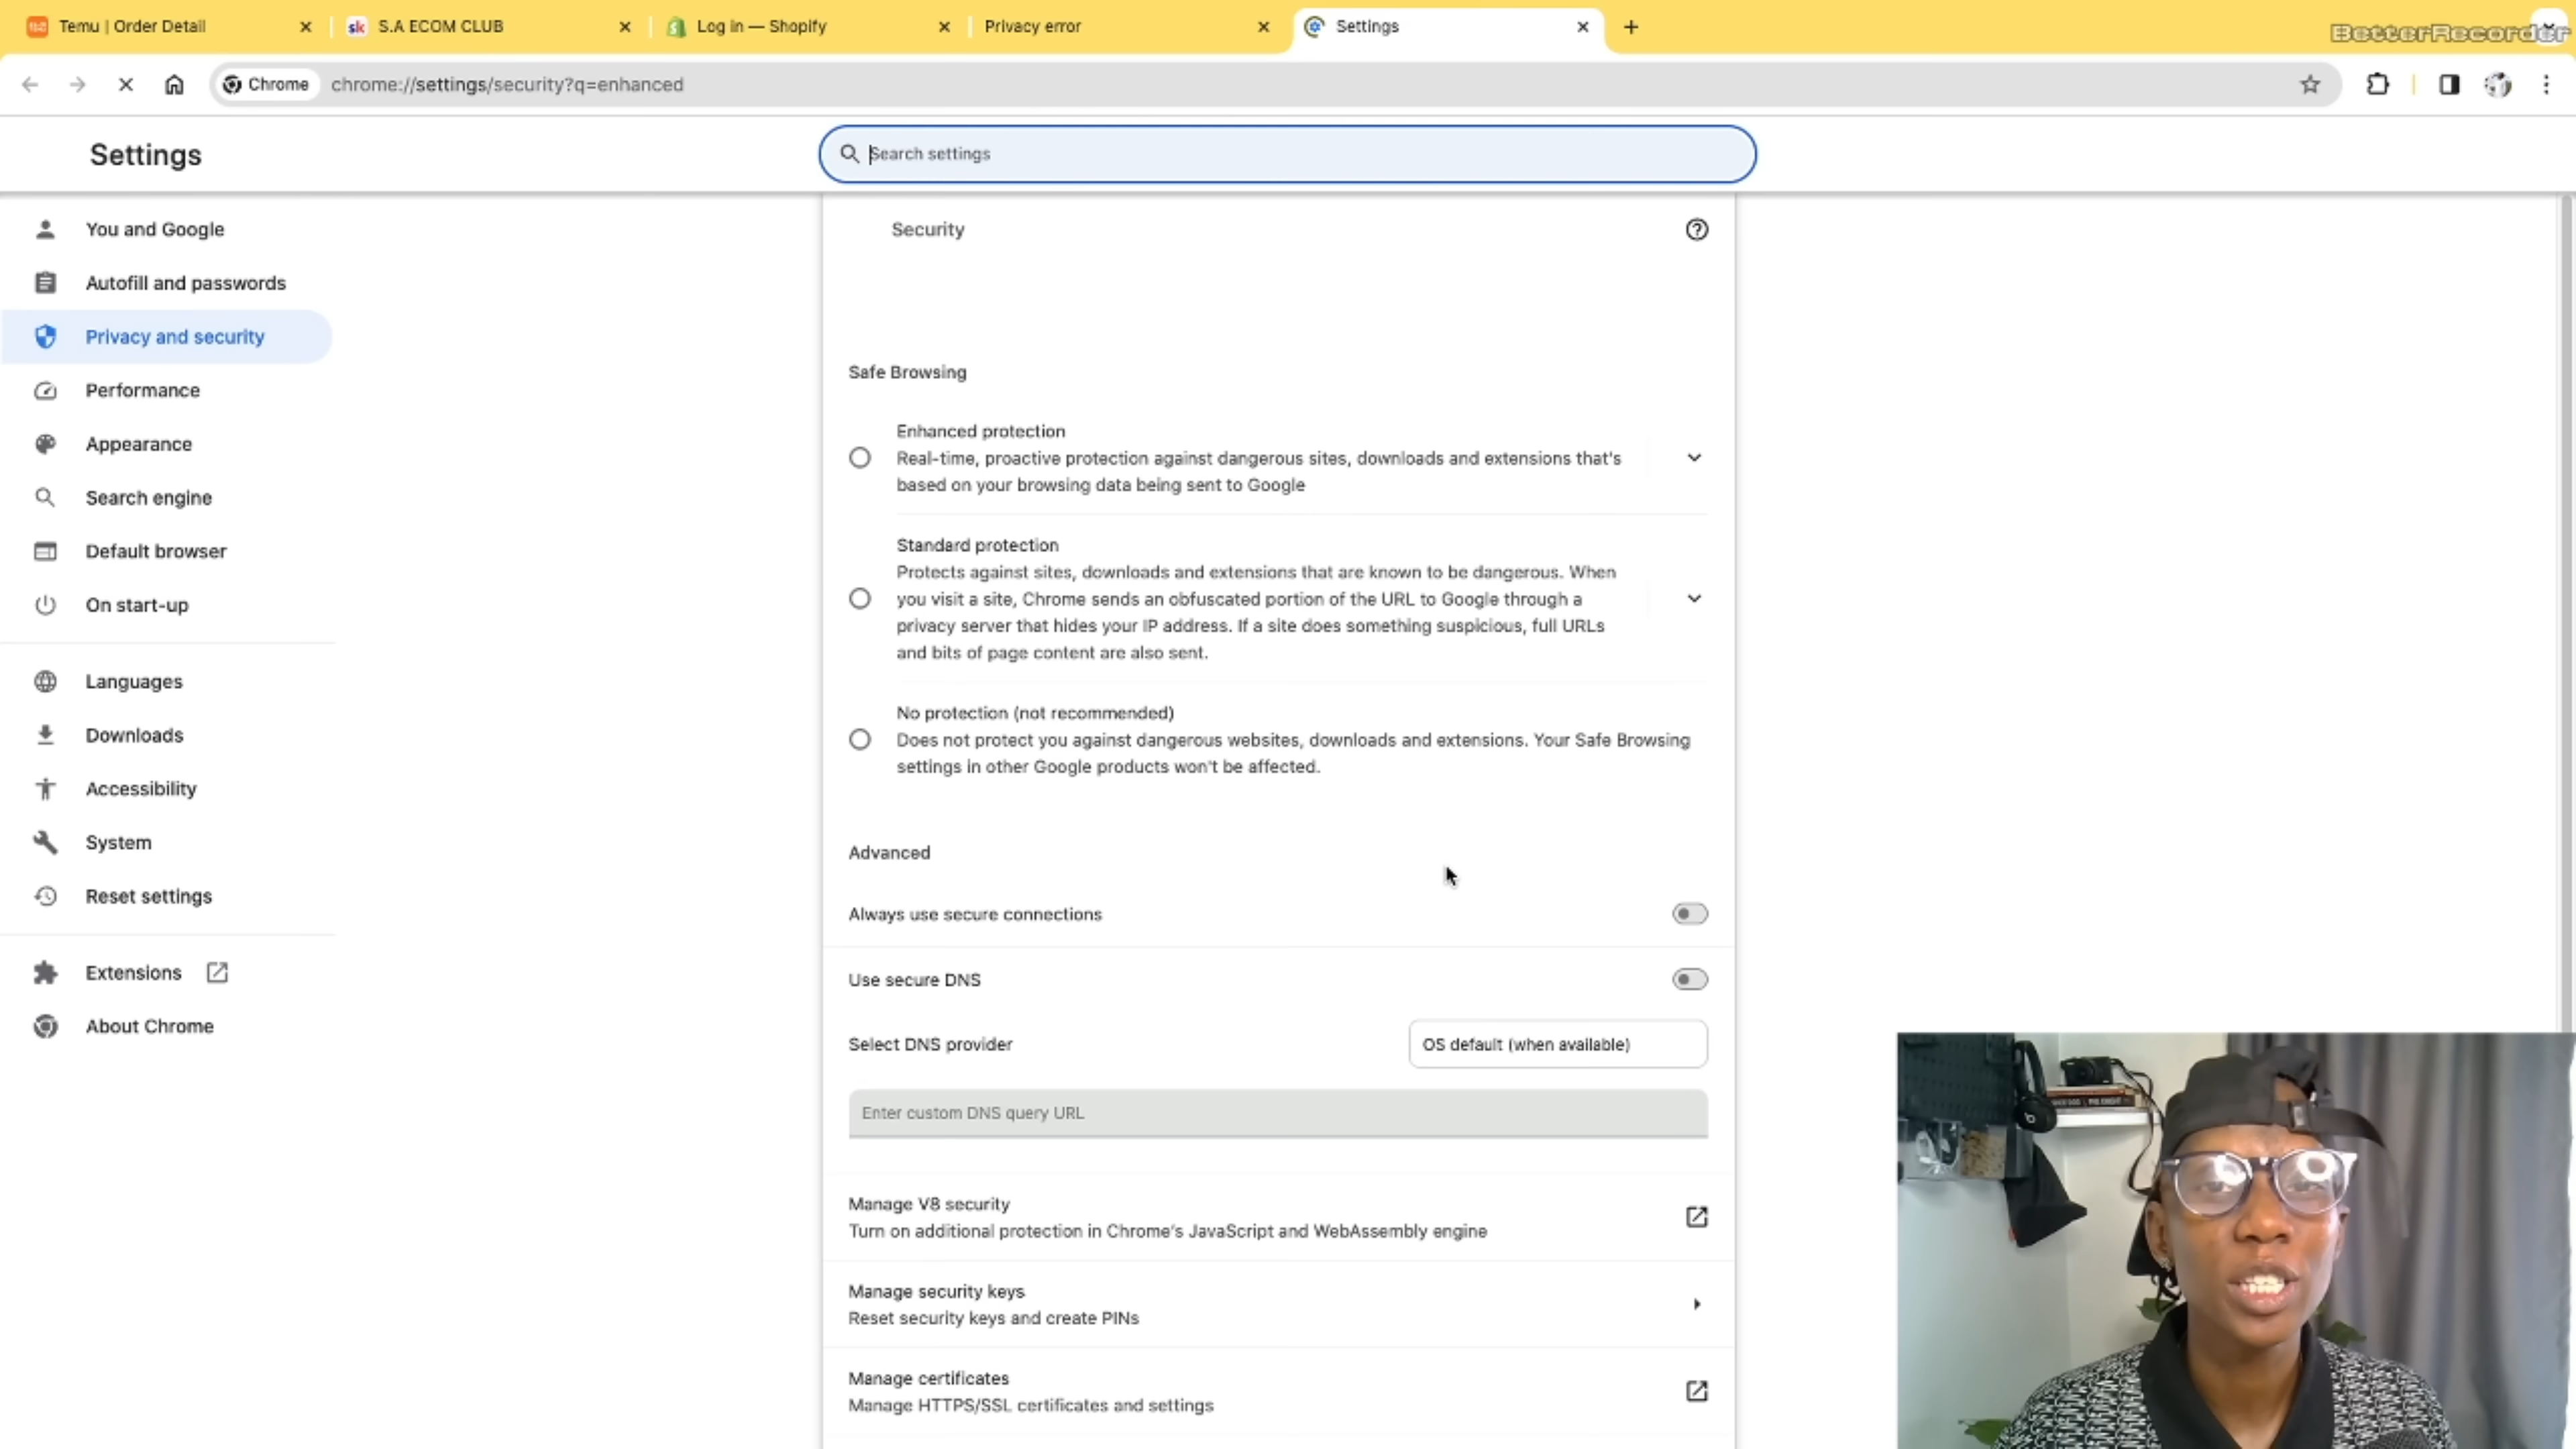 Temu | Order Detail
sk S.A ECOM CLUB
Log in — Shopify
Privacy error
Settings
BetterRecorder
Chrome
chrome://settings/security?q=enhanced
Settings
Search settings
You and Google
Autofill and passwords
Privacy and security
Performance
Appearance
Search engine
Default browser
On start-up
Languages
Downloads
Accessibility
System
Reset settings
Extensions
About Chrome
Security
Safe Browsing
Enhanced protection
Real-time, proactive protection against dangerous sites, downloads and extensions that's
based on your browsing data being sent to Google
Standard protection
Protects against sites, downloads and extensions that are known to be dangerous. When
you visit a site, Chrome sends an obfuscated portion of the URL to Google through a
privacy server that hides your IP address. If a site does something suspicious, full URLs
and bits of page content are also sent.
No protection (not recommended)
Does not protect you against dangerous websites, downloads and extensions. Your Safe Browsing
settings in other Google products won't be affected.
Advanced
Always use secure connections
Use secure DNS
Select DNS provider
OS default (when available)
Enter custom DNS query URL
Manage V8 security
Turn on additional protection in Chrome's JavaScript and WebAssembly engine
Manage security keys
Reset security keys and create PINs
Manage certificates
Manage HTTPS/SSL certificates and settings